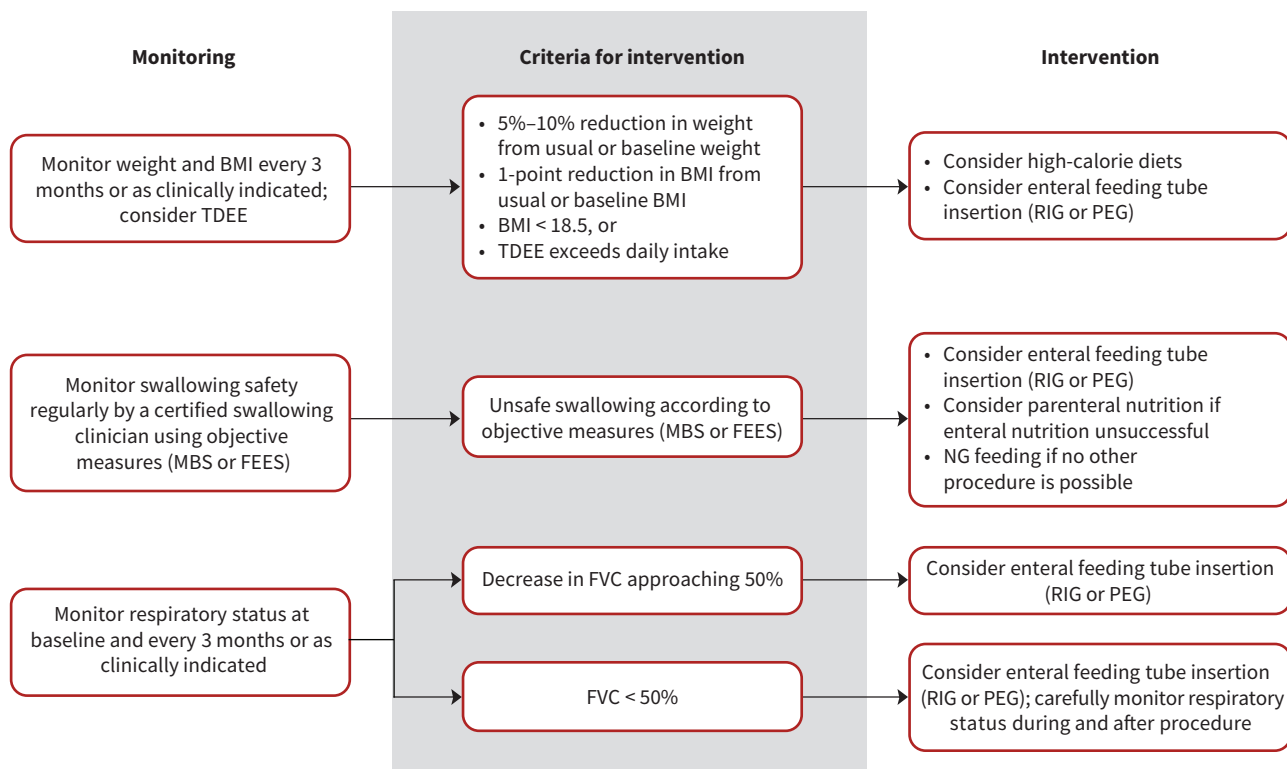 Monitoring
Criteria for intervention
Intervention
Monitor weight and BMI every 3
months or as clinically indicated;
consider TDEE
• 5%–10% reduction in weight
from usual or baseline weight
• 1-point reduction in BMI from
usual or baseline BMI
• BMI < 18.5, or
• TDEE exceeds daily intake
• Consider high-calorie diets
• Consider enteral feeding tube
insertion (RIG or PEG)
Monitor swallowing safety
regularly by a certified swallowing
clinician using objective
measures (MBS or FEES)
Unsafe swallowing according to
objective measures (MBS or FEES)
• Consider enteral feeding tube
insertion (RIG or PEG)
• Consider parenteral nutrition if
enteral nutrition unsuccessful
• NG feeding if no other
procedure is possible
Monitor respiratory status at
baseline and every 3 months or as
clinically indicated
Decrease in FVC approaching 50%
Consider enteral feeding tube insertion
(RIG or PEG)
FVC < 50%
Consider enteral feeding tube insertion
(RIG or PEG); carefully monitor respiratory
status during and after procedure